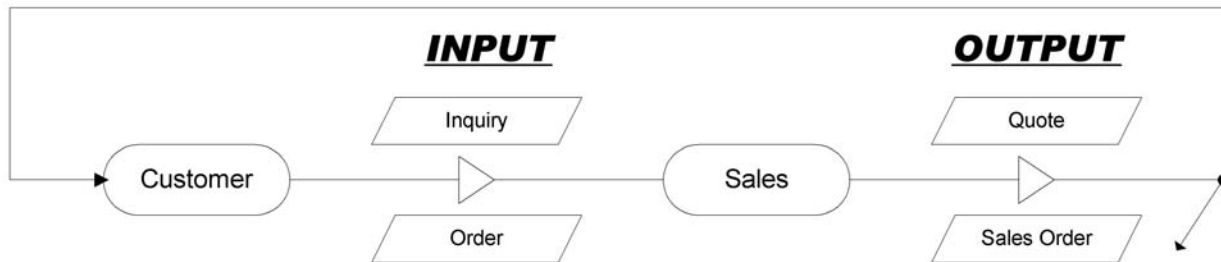 INPUT
OUTPUT
Inquiry
Quote
Customer
Sales
Order
Sales Order